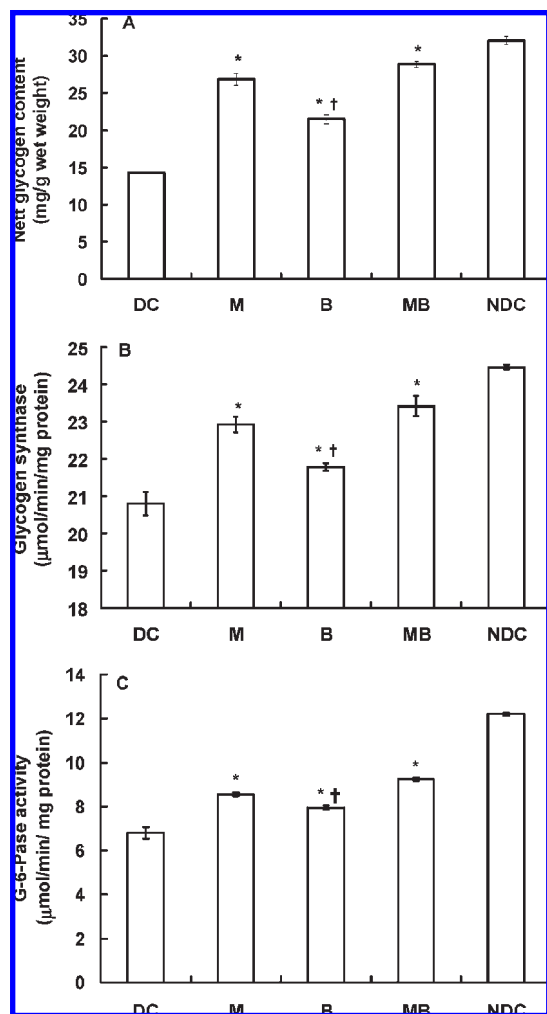 A
Nett glycogen content
(mg/g wet weight)
35
30
25
20
15
10
5
0
*
* †
*
DC M B MB NDC
B
Glycogen synthase
(µmol/min/mg protein)
25
24
23
22
21
20
19
18
*
* †
*
DC M B MB NDC
C
G-6-Pase activity
(µmol/min/ mg protein)
14
12
10
8
6
4
2
0
*
* †
*
DC M B MB NDC